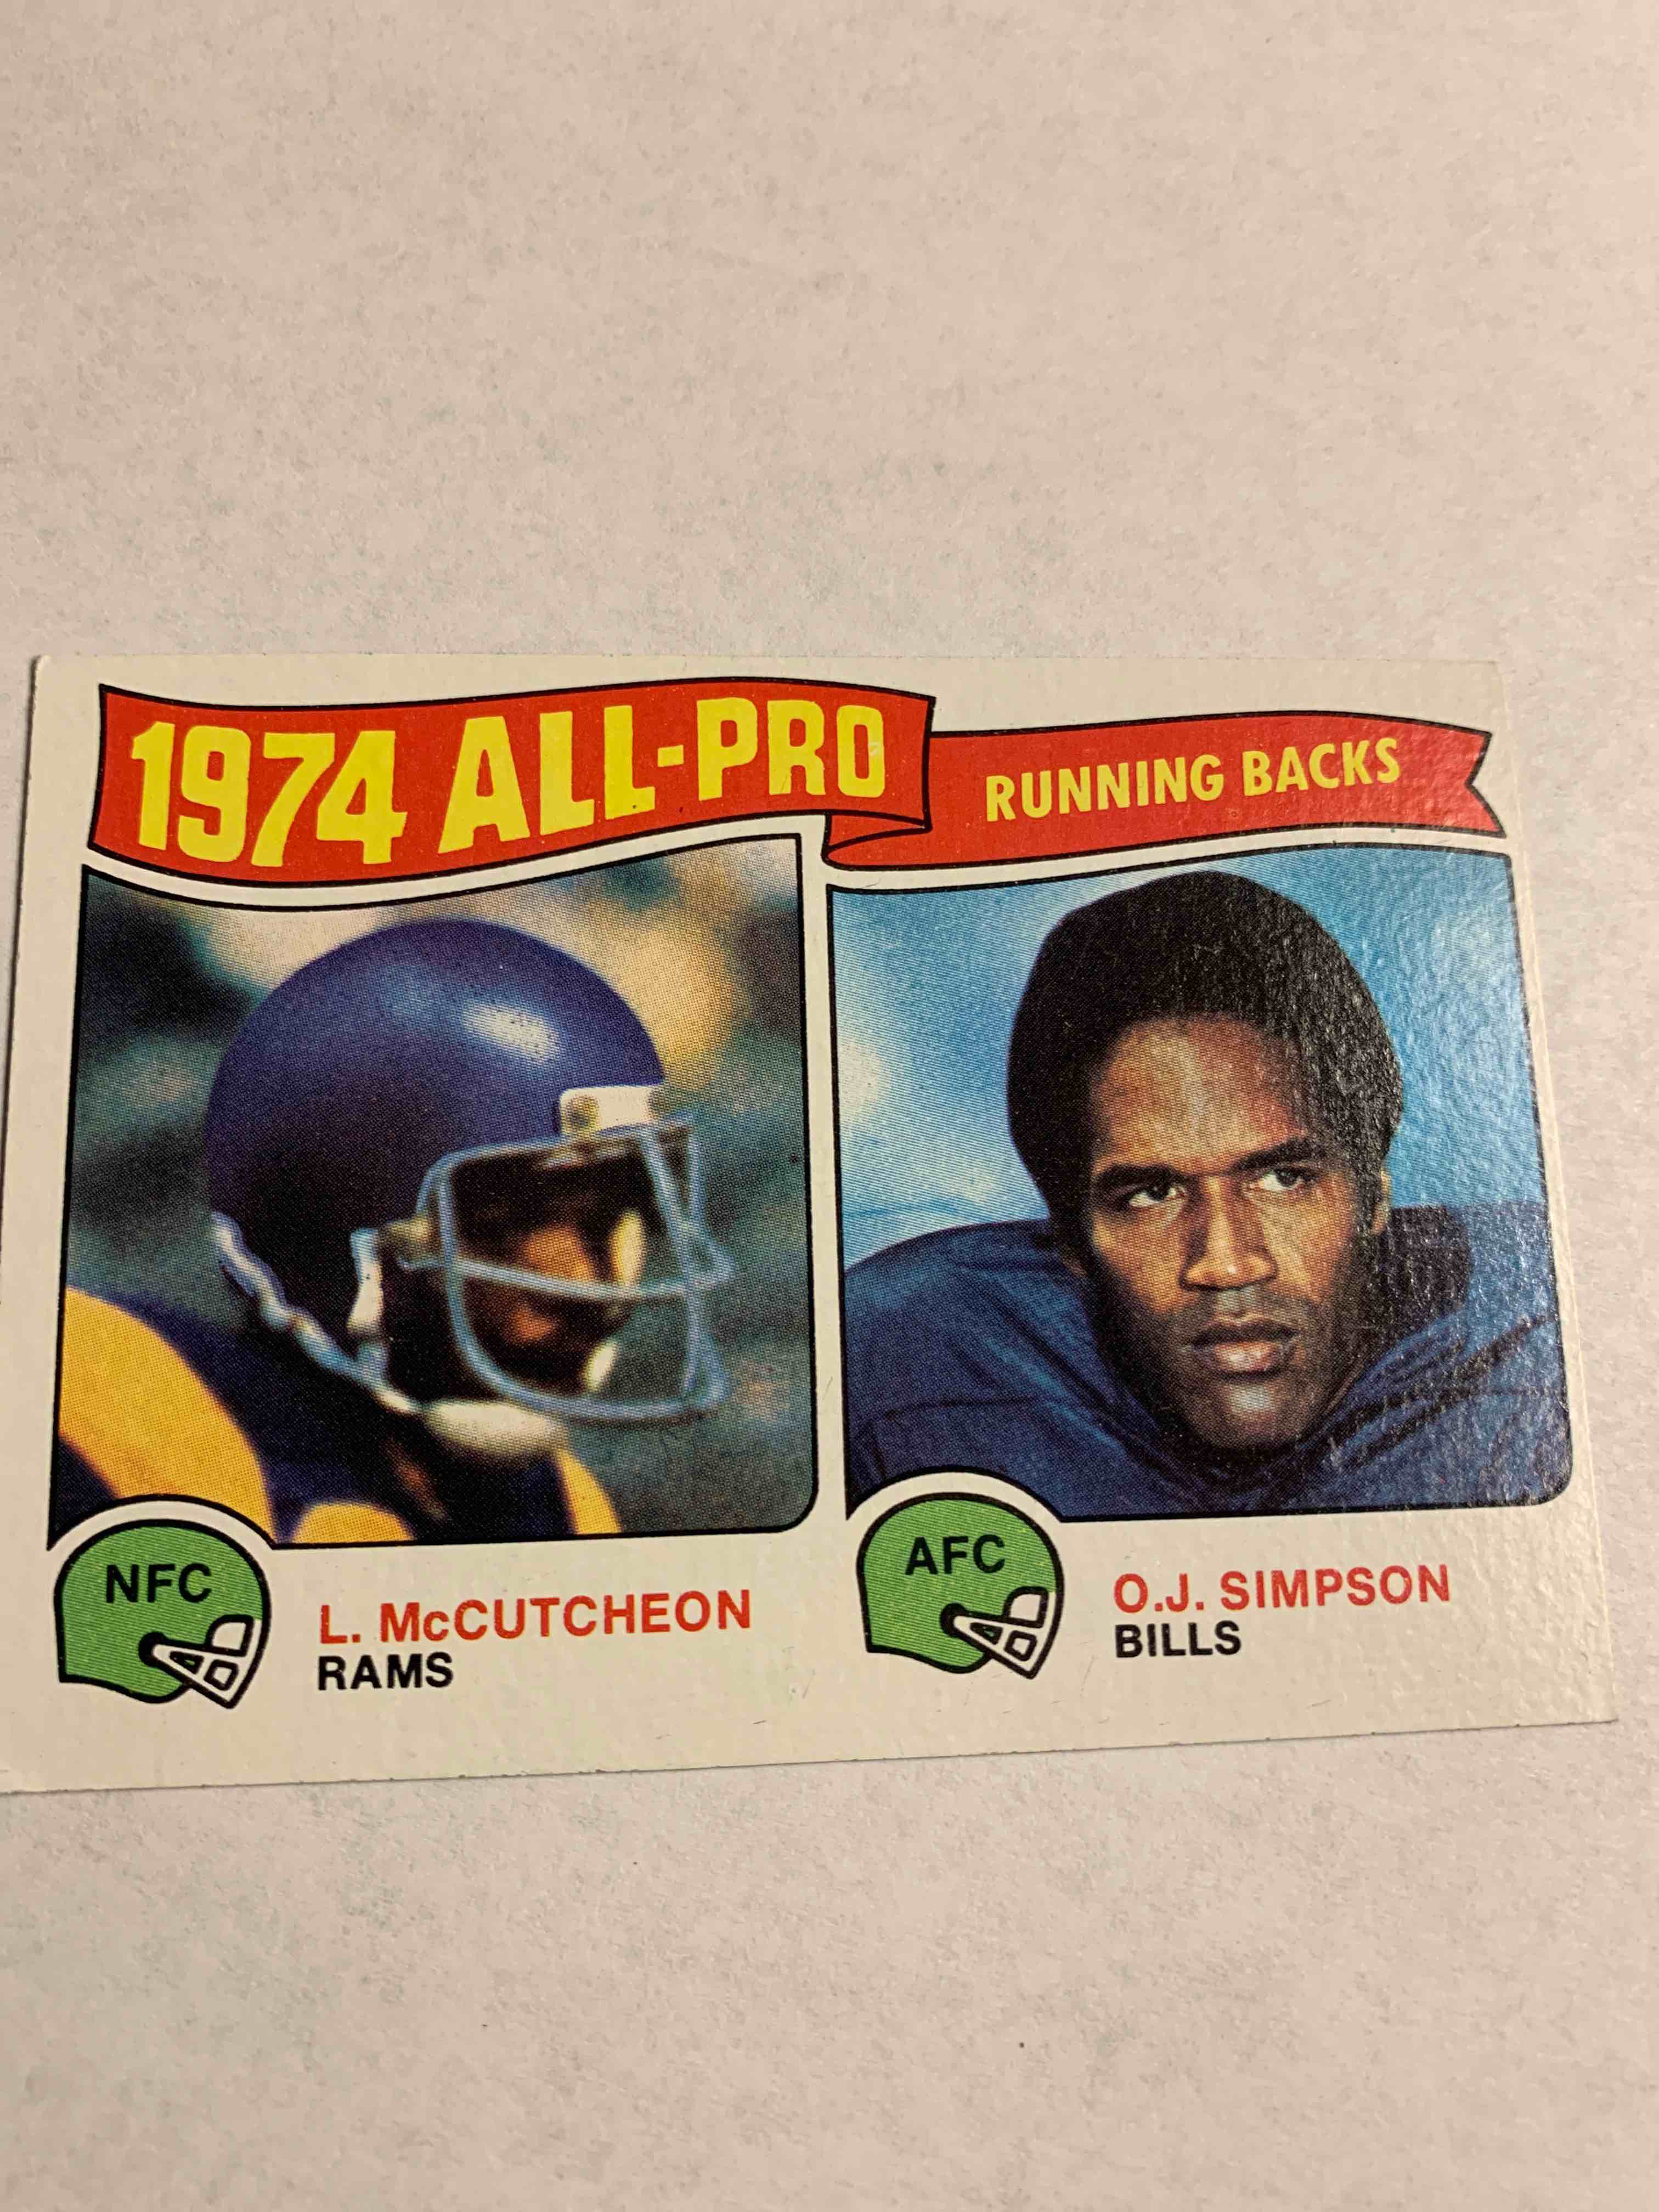 1974 ALL-PRO RUNNING BACKS
NFC
L. McCUTCHEON
RAMS
AFC
O.J. SIMPSON
BILLS